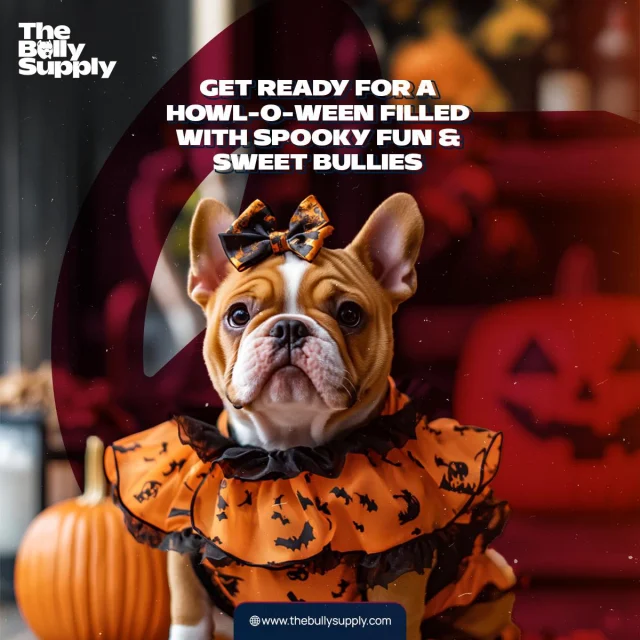 The
Bully
Supply
GET READY FOR A
HOWL-O-WEEN FILLED
WITH SPOOKY FUN &
SWEET BULLIES
www.thebullysupply.com